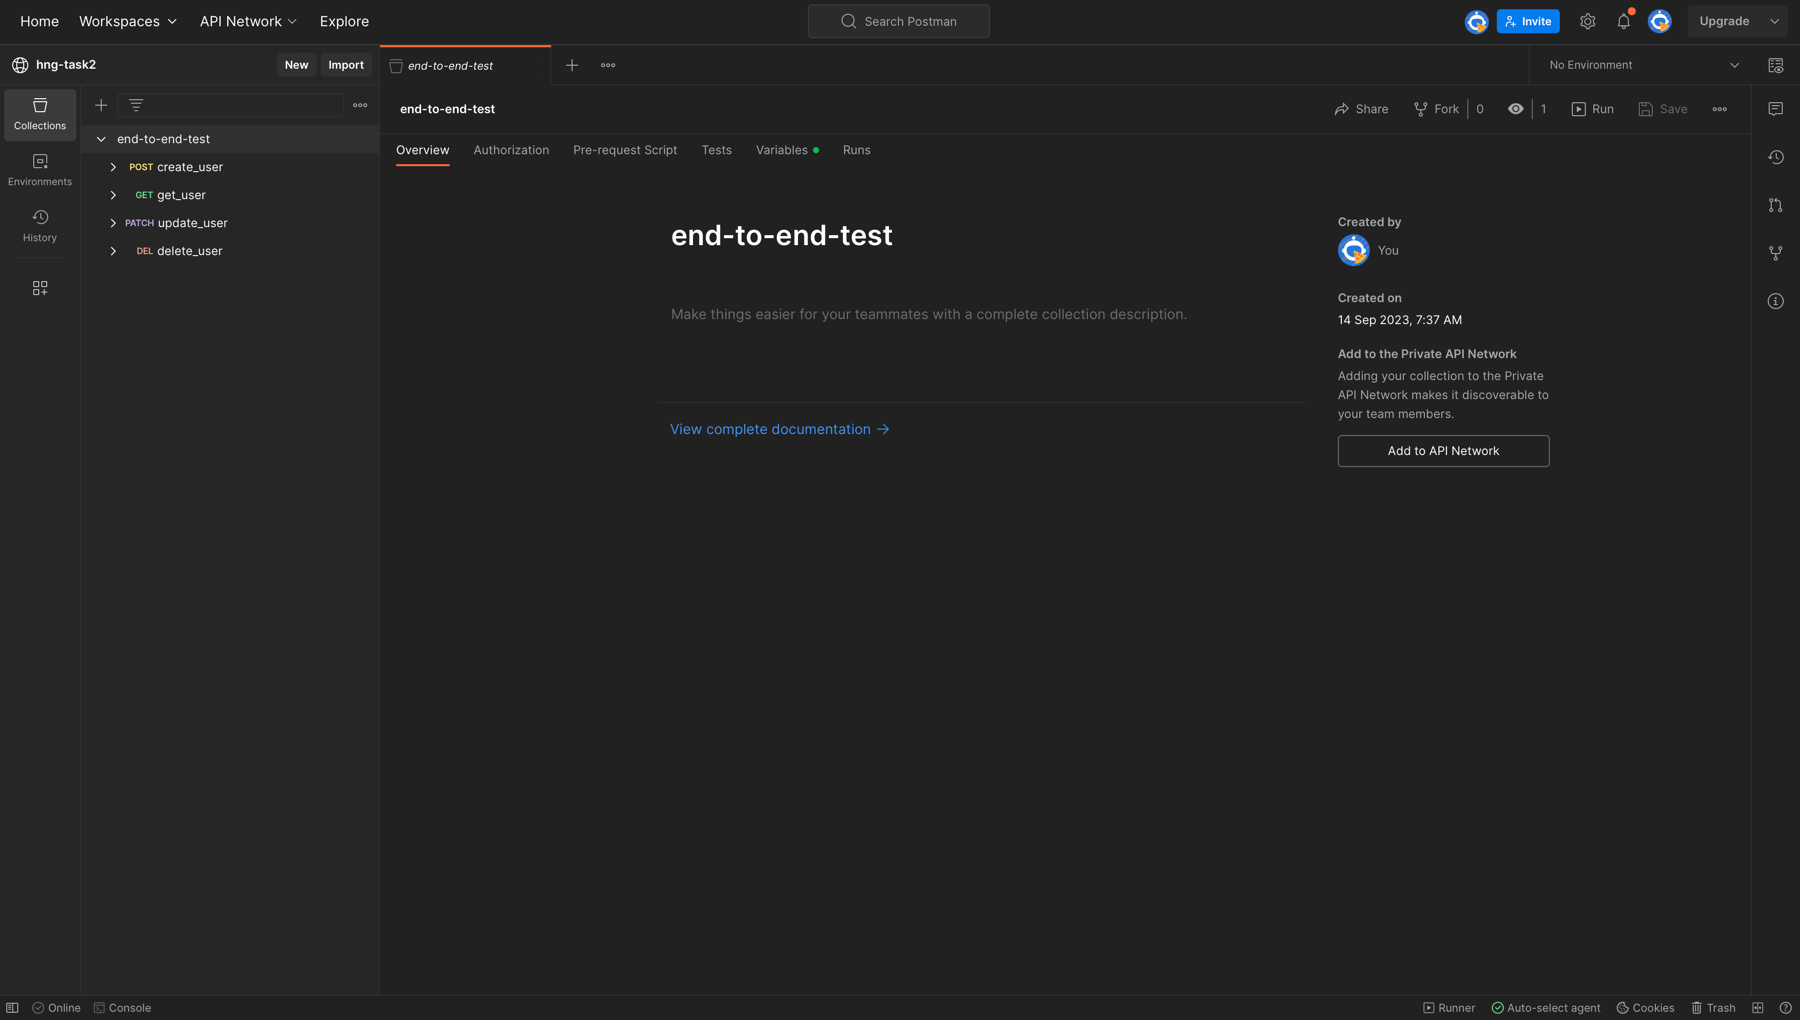 Home Workspaces API Network Explore
Search Postman
Invite
Upgrade
hng-task2
New Import
end-to-end-test
No Environment
Collections
Environments
History
end-to-end-test
POST create_user
GET get_user
PATCH update_user
DEL delete_user
end-to-end-test
Share Fork 0 1 Run Save
Overview Authorization Pre-request Script Tests Variables Runs
end-to-end-test
Make things easier for your teammates with a complete collection description.
View complete documentation →
Created by
You
Created on
14 Sep 2023, 7:37 AM
Add to the Private API Network
Adding your collection to the Private
API Network makes it discoverable to
your team members.
Add to API Network
Online Console
Runner Auto-select agent Cookies Trash